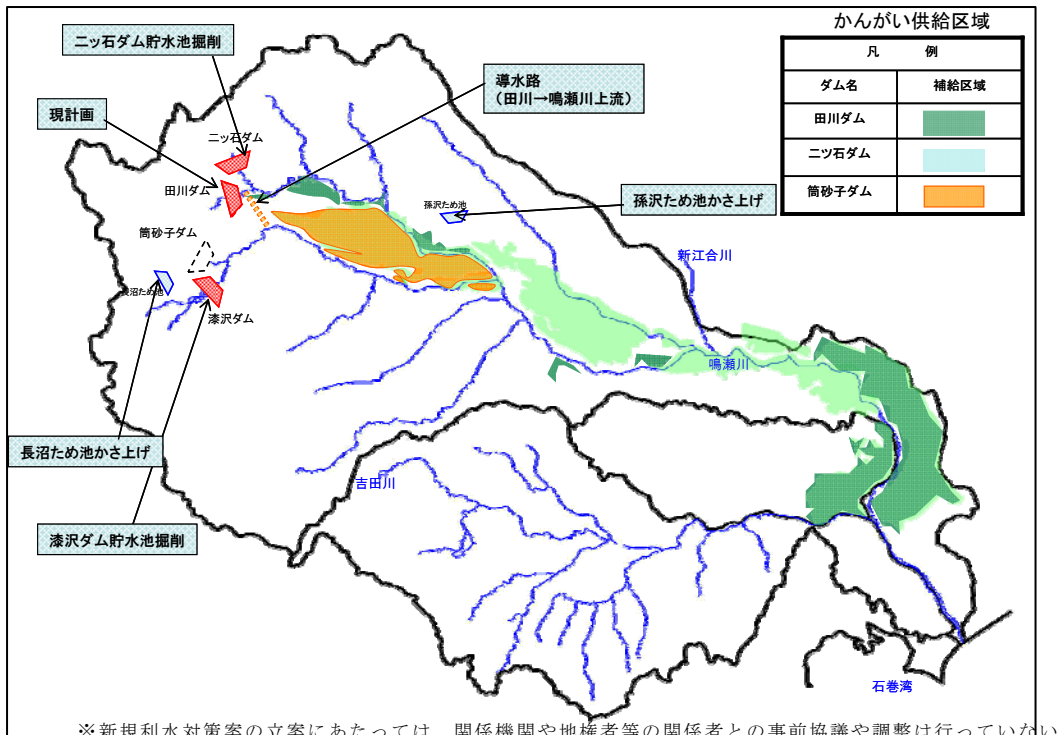 かんがい供給区域
凡　例
ダム名　補給区域
田川ダム
二ツ石ダム
筒砂子ダム
二ッ石ダム貯水池掘削
導水路
（田川→鳴瀬川上流）
現計画
二ッ石ダム
田川ダム
孫沢ため池
孫沢ため池かさ上げ
筒砂子ダム
新江合川
長沼ため池
漆沢ダム
鳴瀬川
長沼ため池かさ上げ
吉田川
漆沢ダム貯水池掘削
石巻湾
※新規利水対策案の立案にあたっては、関係機関や地権者等の関係者との事前協議や調整は行っていない